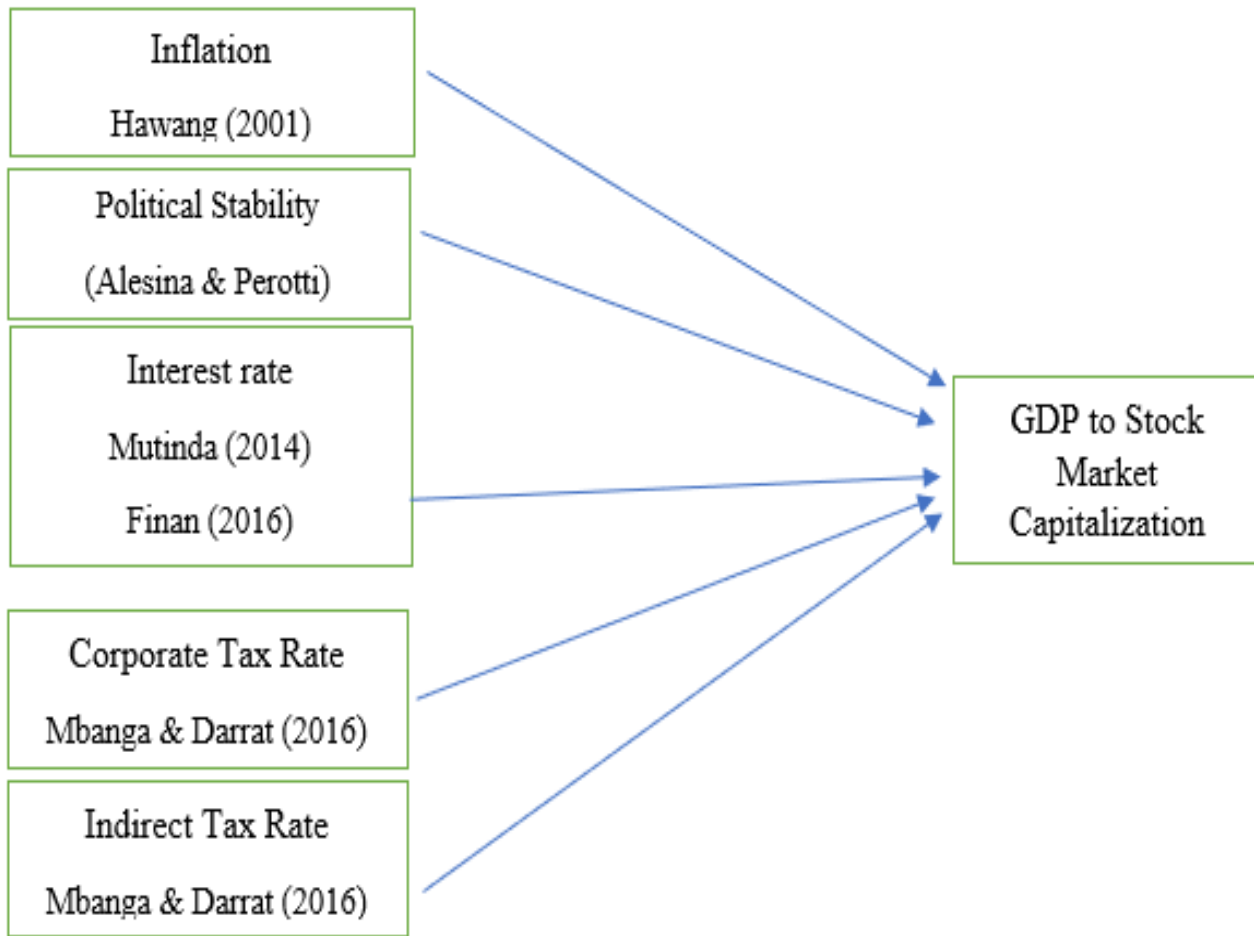 Inflation
Hawang (2001)
Political Stability
(Alesina & Perotti)
Interest rate
Mutinda (2014)
Finan (2016)
Corporate Tax Rate
Mbanga & Darrat (2016)
Indirect Tax Rate
Mbanga & Darrat (2016)
GDP to Stock
Market
Capitalization